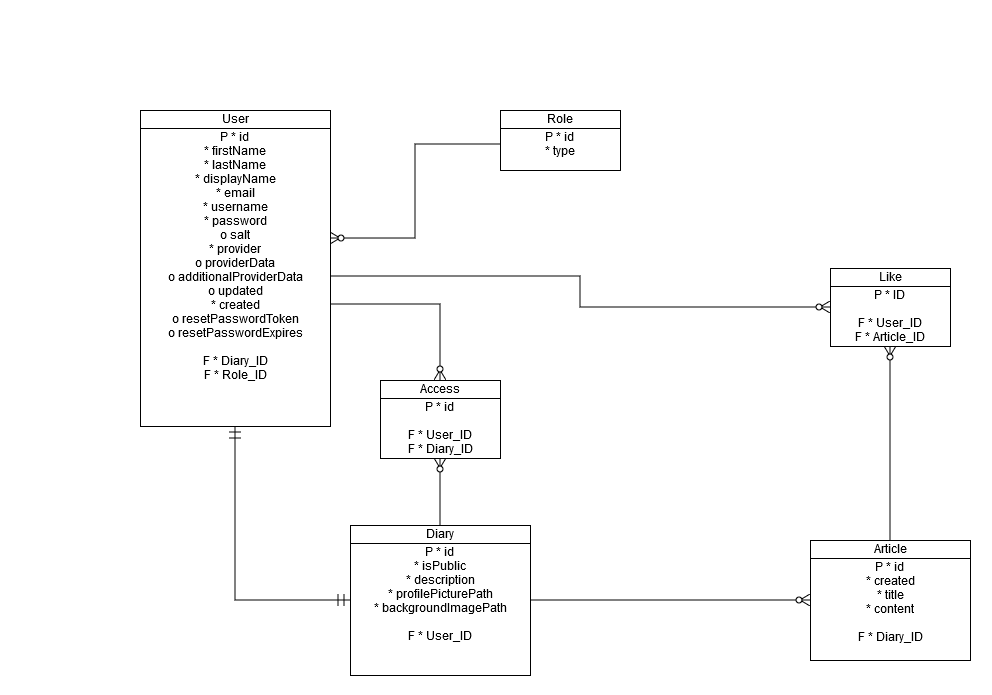 User
P * id
* firstName
* lastName
* displayName
* email
* username
* password
o salt
* provider
o providerData
o additionalProviderData
o updated
* created
o resetPasswordToken
o resetPasswordExpires
F * Diary_ID
F * Role_ID
Role
P * id
* type
Like
P * ID
F * User_ID
F * Article_ID
Access
P * id
F * User_ID
F * Diary_ID
Diary
P * id
* isPublic
* description
* profilePicturePath
* backgroundImagePath
F * User_ID
Article
P * id
* created
* title
* content
F * Diary_ID